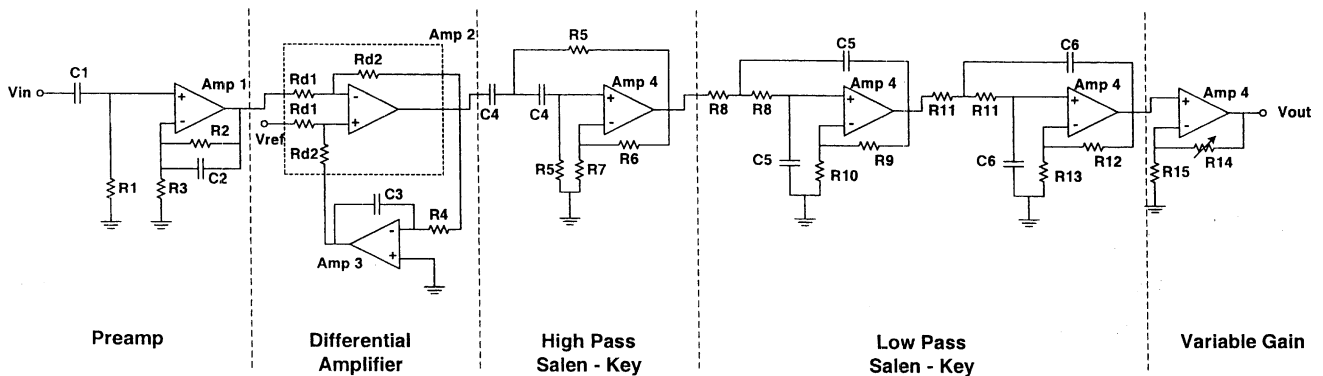 Vin
C1
R1
Amp 1
R2
C2
R3
Amp 2
Rd1
Rd2
Rd1
Vref
Rd2
C3
R4
Amp 3
C4
C4
R5
Amp 4
R6
R5
R7
R8
R8
C5
Amp 4
R9
C5
R10
R11
R11
C6
Amp 4
R12
C6
R13
Amp 4
Vout
R14
R15
Preamp
Differential
Amplifier
High Pass
Salen - Key
Low Pass
Salen - Key
Variable Gain